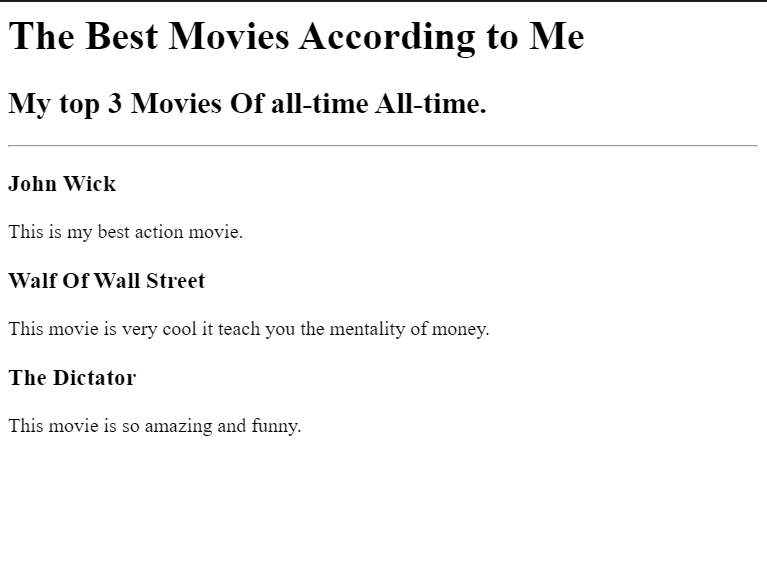 The Best Movies According to Me
My top 3 Movies Of all-time All-time.
John Wick
This is my best action movie.
Walf Of Wall Street
This movie is very cool it teach you the mentality of money.
The Dictator
This movie is so amazing and funny.